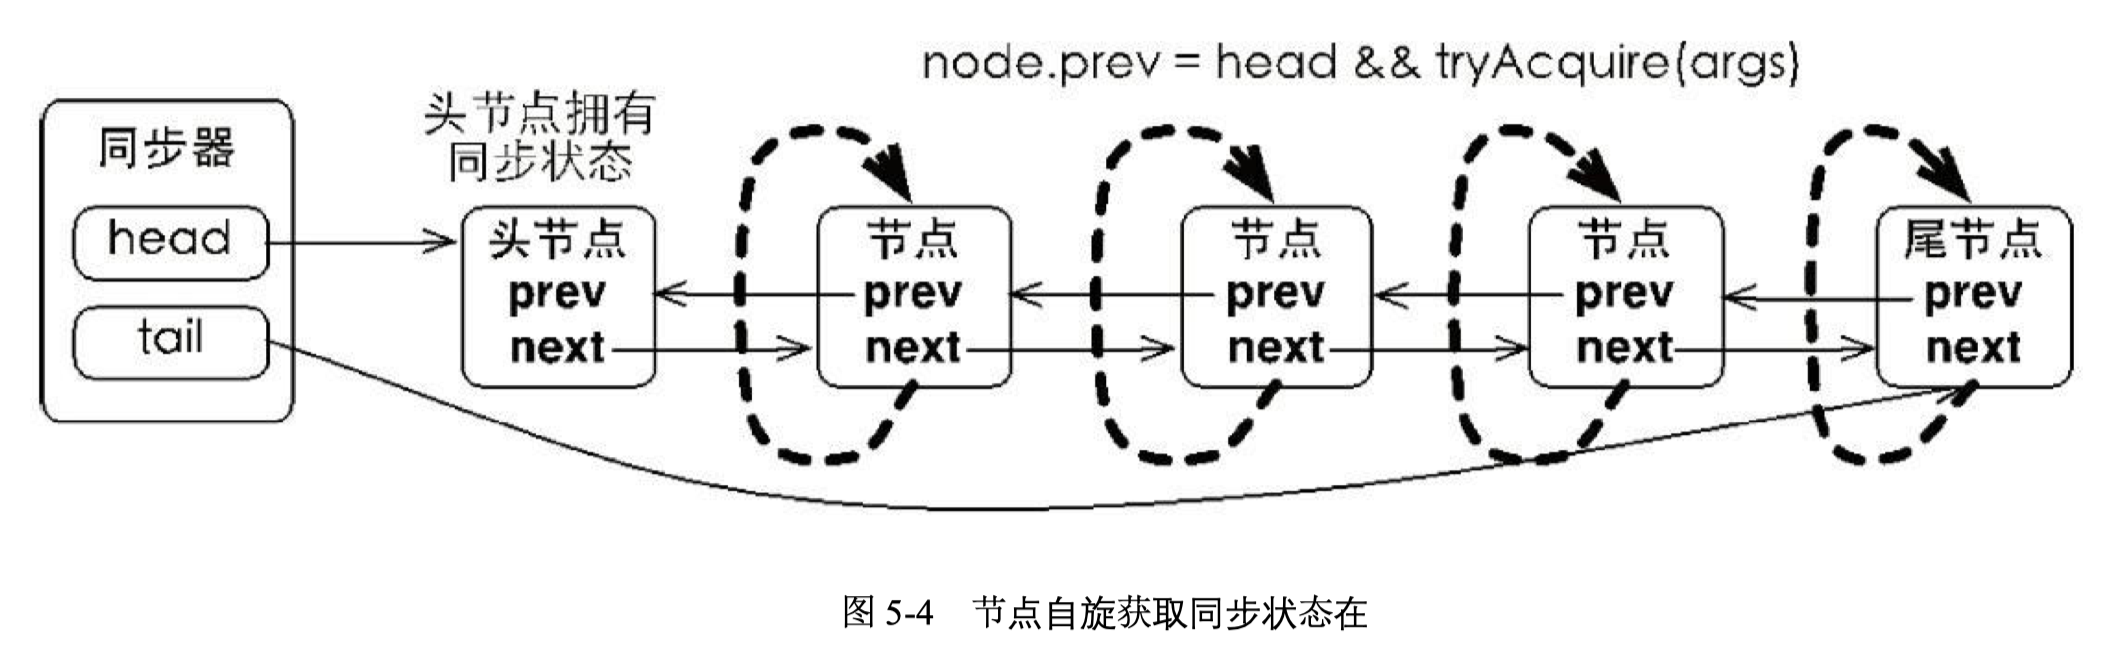 node.prev = head && tryAcquire(args)
同步器
head
tail
头节点拥有
同步状态
头节点
prev
next
节点
prev
next
节点
prev
next
节点
prev
next
尾节点
prev
next
图 5-4 节点自旋获取同步状态在